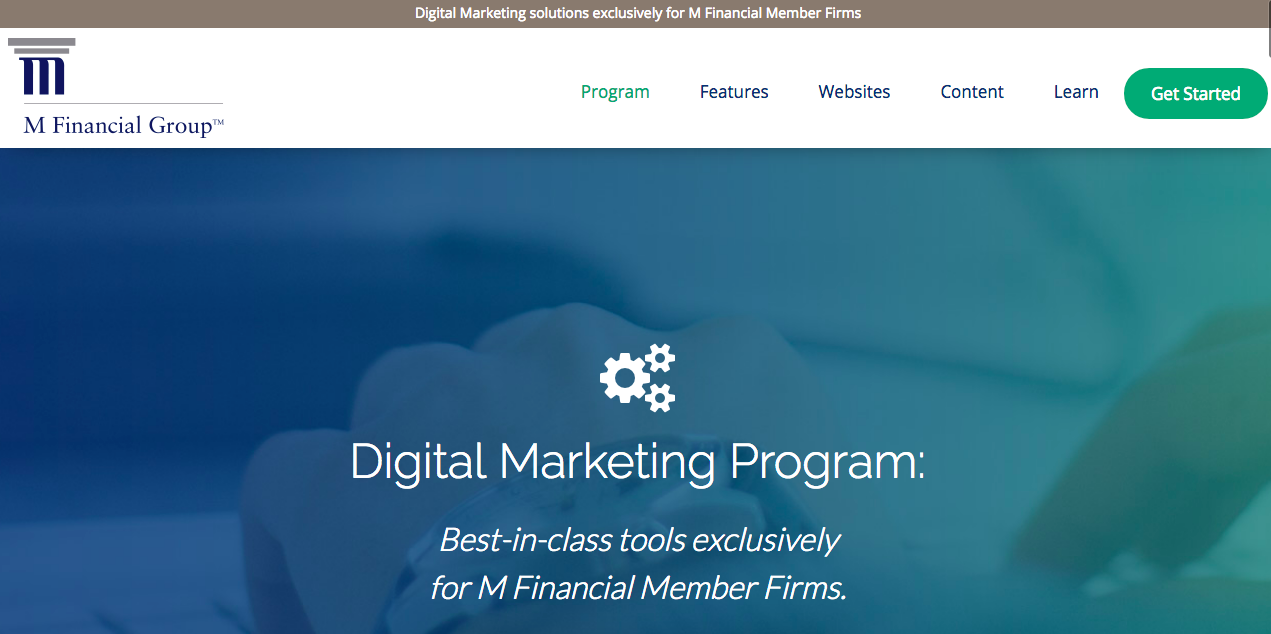 Digital Marketing solutions exclusively for M Financial Member Firms
M
M Financial Group™
Program
Features
Websites
Content
Learn
Get Started
Digital Marketing Program:
Best-in-class tools exclusively
for M Financial Member Firms.